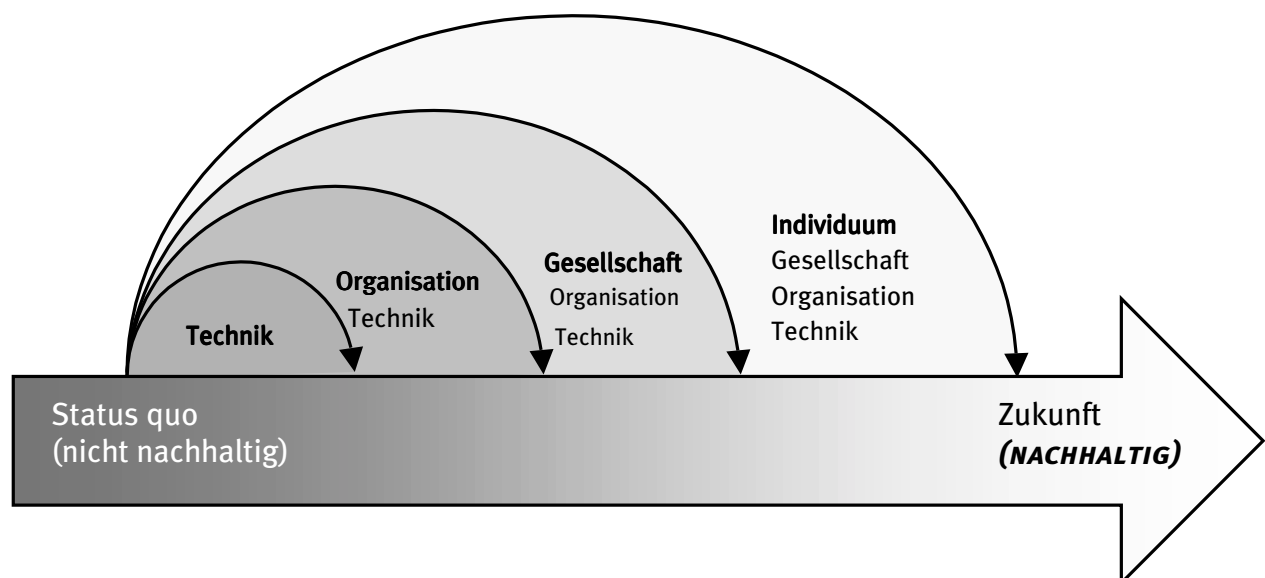 Individuum
Gesellschaft
Organisation
Technik
Gesellschaft
Organisation
Technik
Organisation
Technik
Technik
Status quo
(nicht nachhaltig)
Zukunft
(NACHHALTIG)